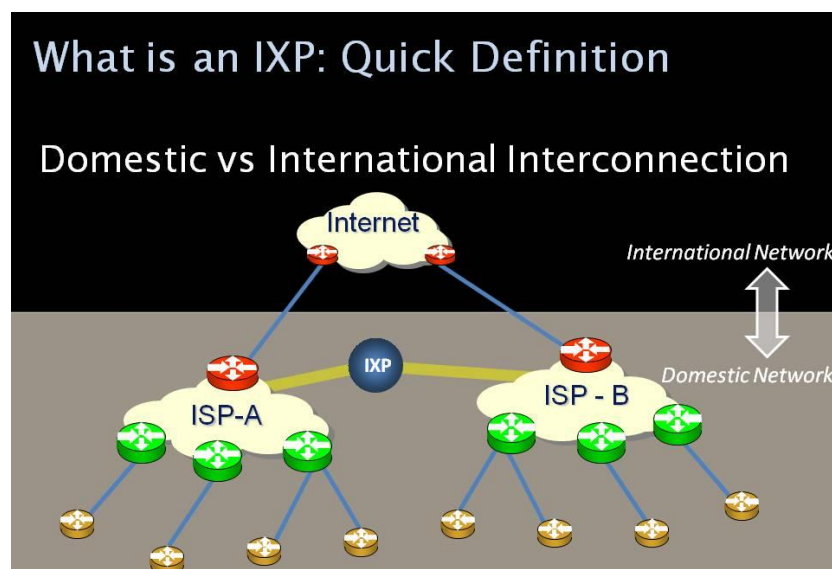 What is an IXP: Quick Definition
Domestic vs International Interconnection
Internet
International Network
IXP
Domestic Network
ISP-A
ISP - B